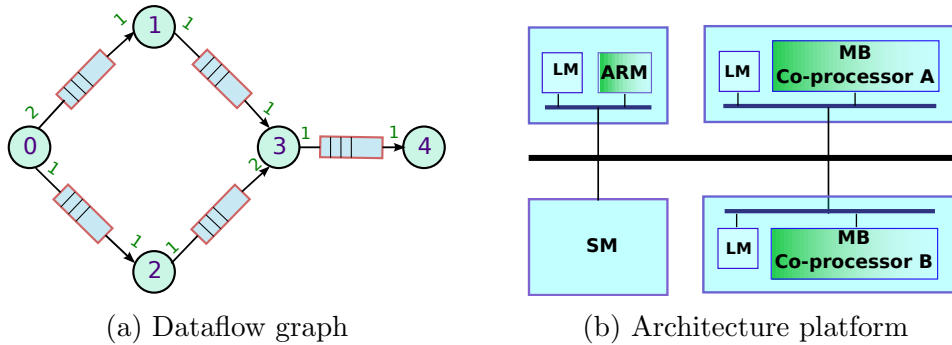 1
1
1
2
1
0
1
3
1
1
4
1
2
1
1
2
LM
ARM
LM
MB
Co-processor A
SM
LM
MB
Co-processor B
(a) Dataflow graph
(b) Architecture platform